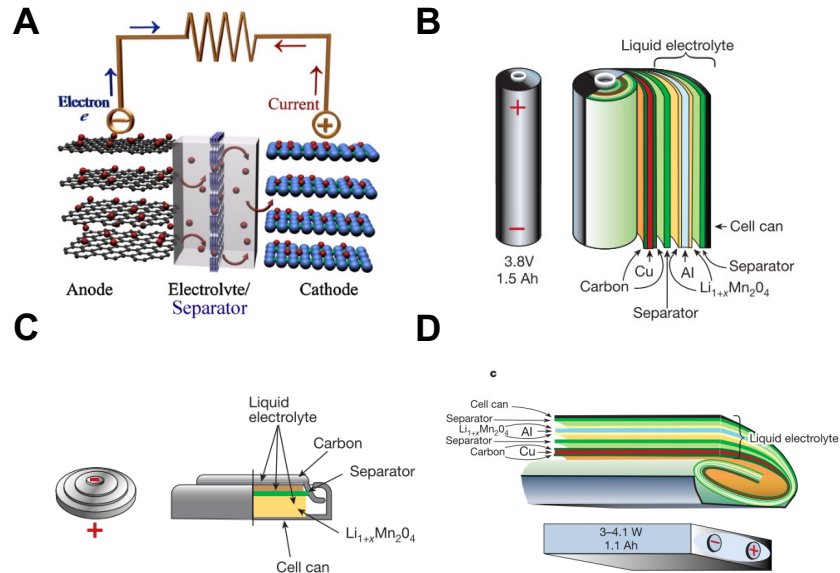 A
Electron
e
Current
Anode
Electrolyte/
Separator
Cathode
B
Liquid electrolyte
+
−
3.8V
1.5 Ah
Cell can
Separator
Cu
Al
Carbon
Li1+xMn2O4
Separator
C
Liquid
electrolyte
Carbon
Separator
Li1+xMn2O4
Cell can
+
D
c
Cell can
Separator
Li1+xMn2O4
Al
Separator
Carbon
Cu
Liquid electrolyte
3–4.1 W
1.1 Ah
−
+